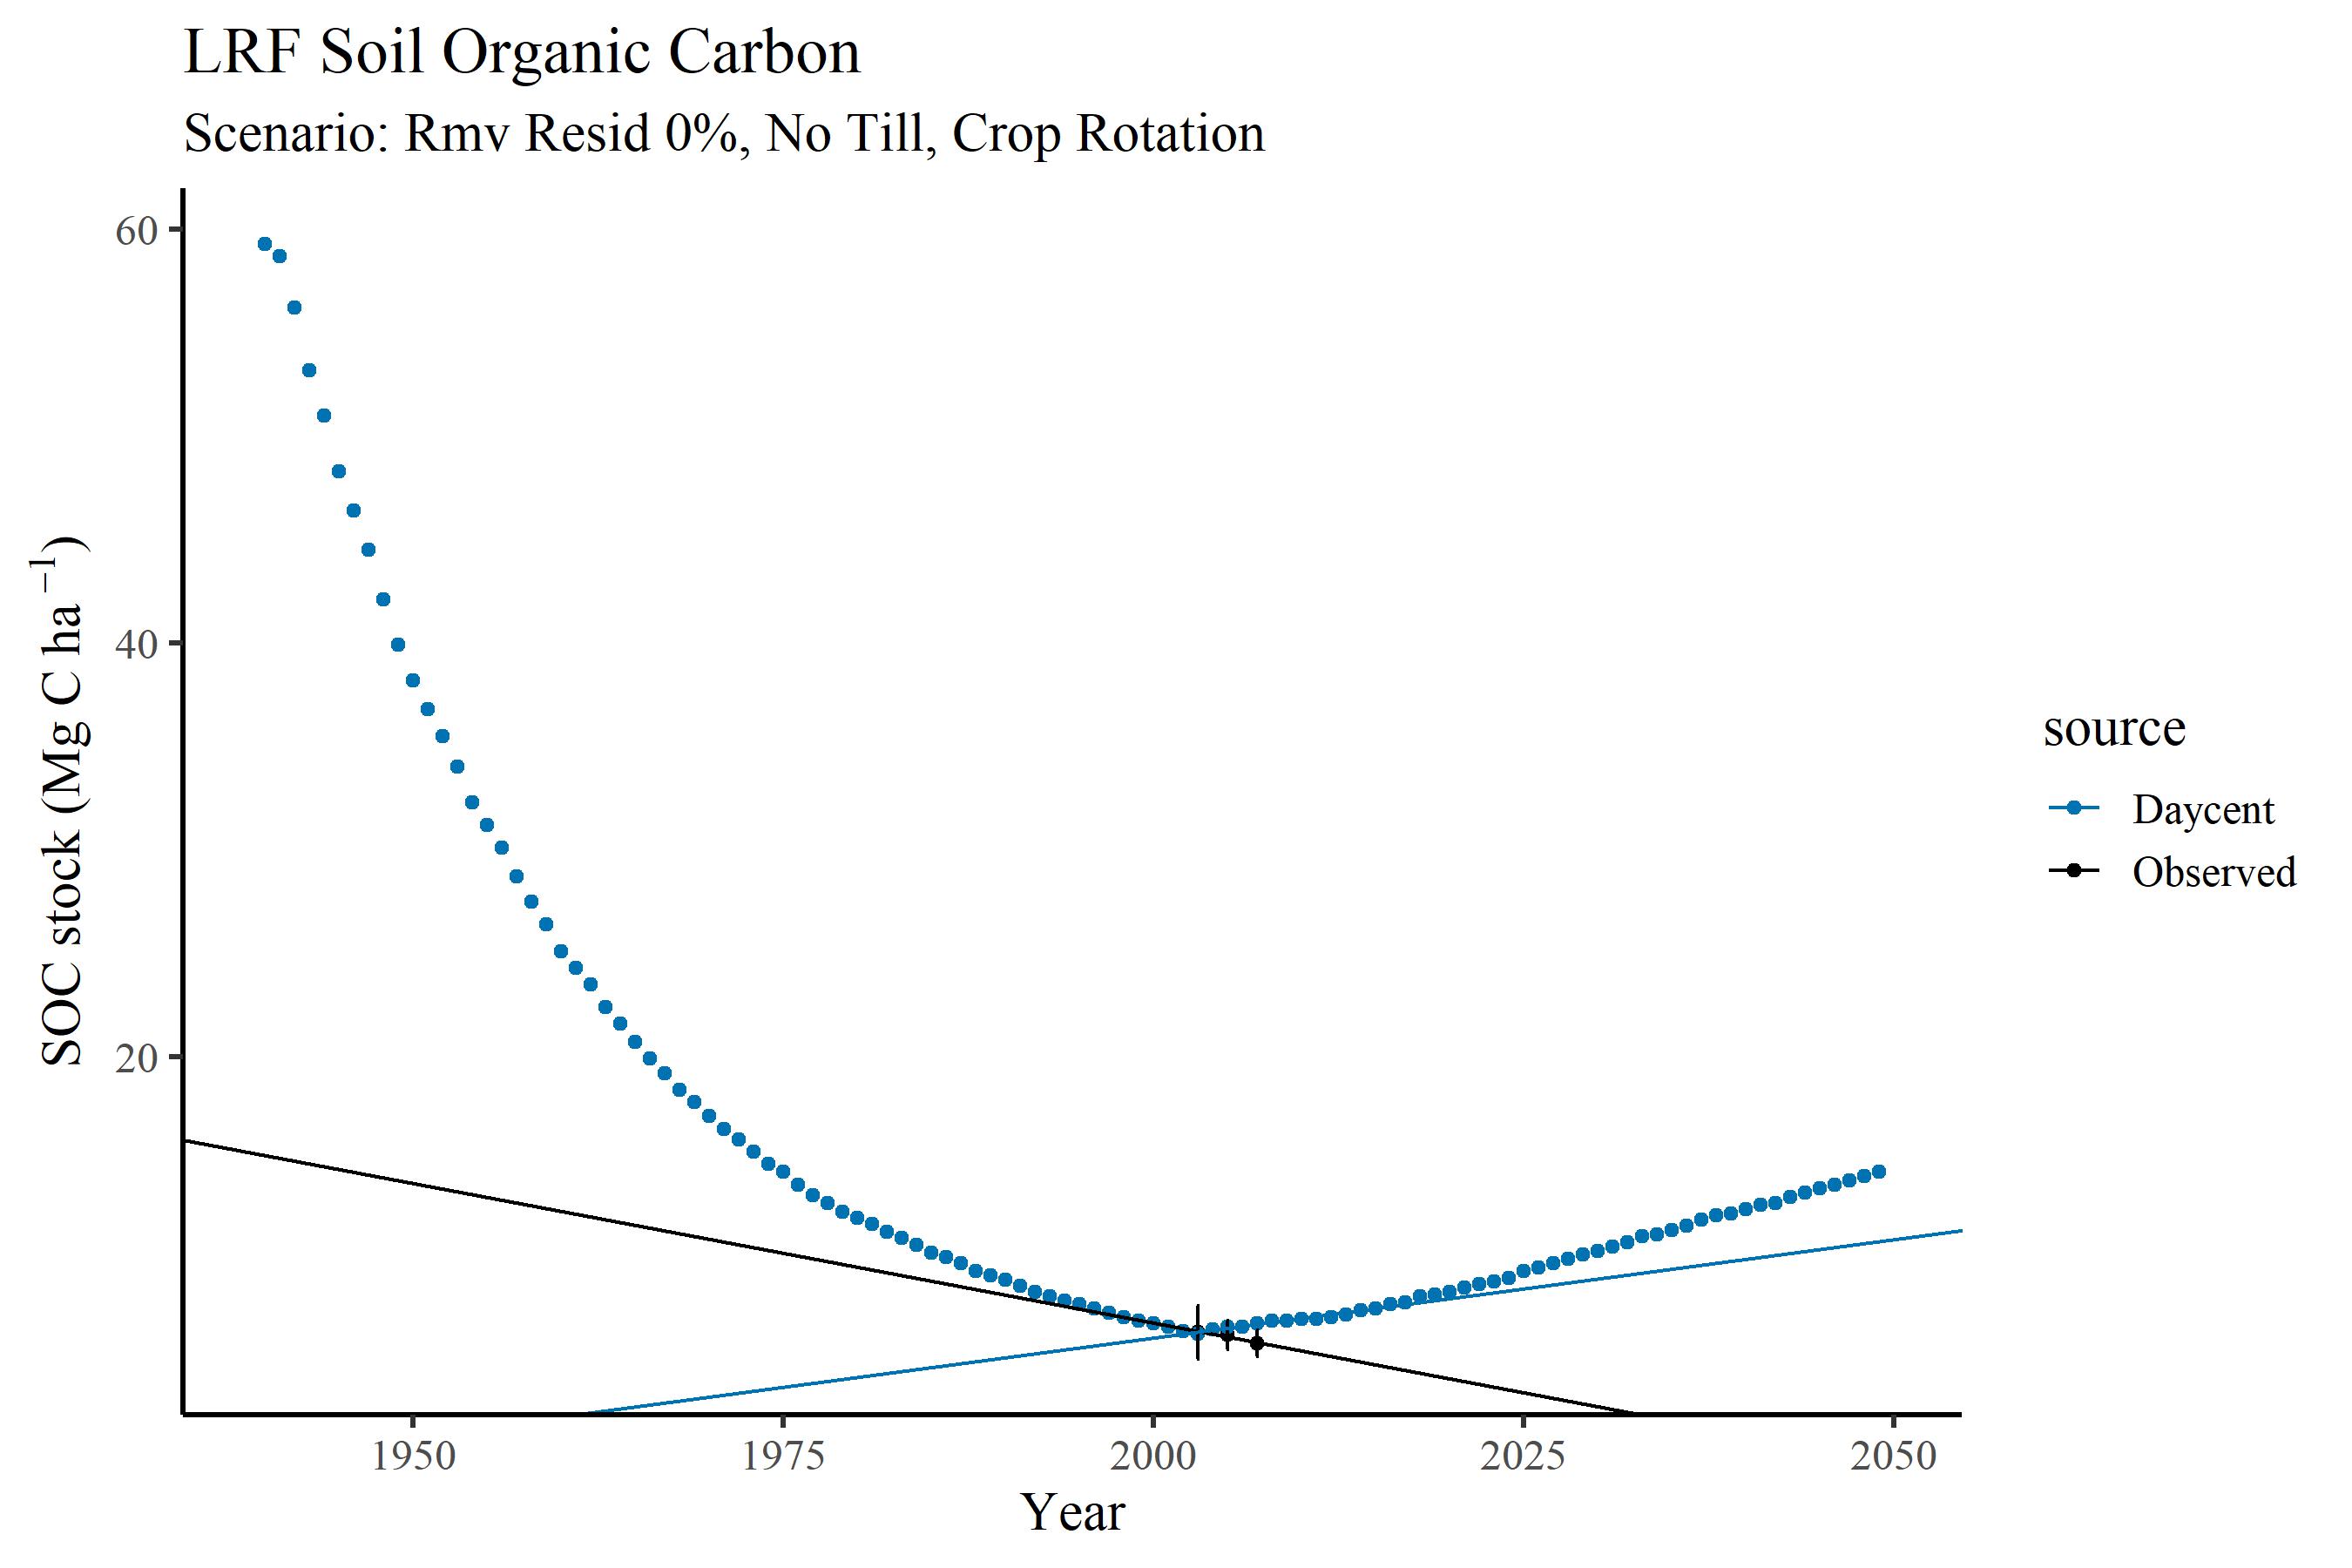 LRF Soil Organic Carbon
Scenario: Rmv Resid 0%, No Till, Crop Rotation
SOC stock (Mg C ha⁻¹)
60
40
20
1950 1975 2000 2025 2050
Year
source
Daycent
Observed